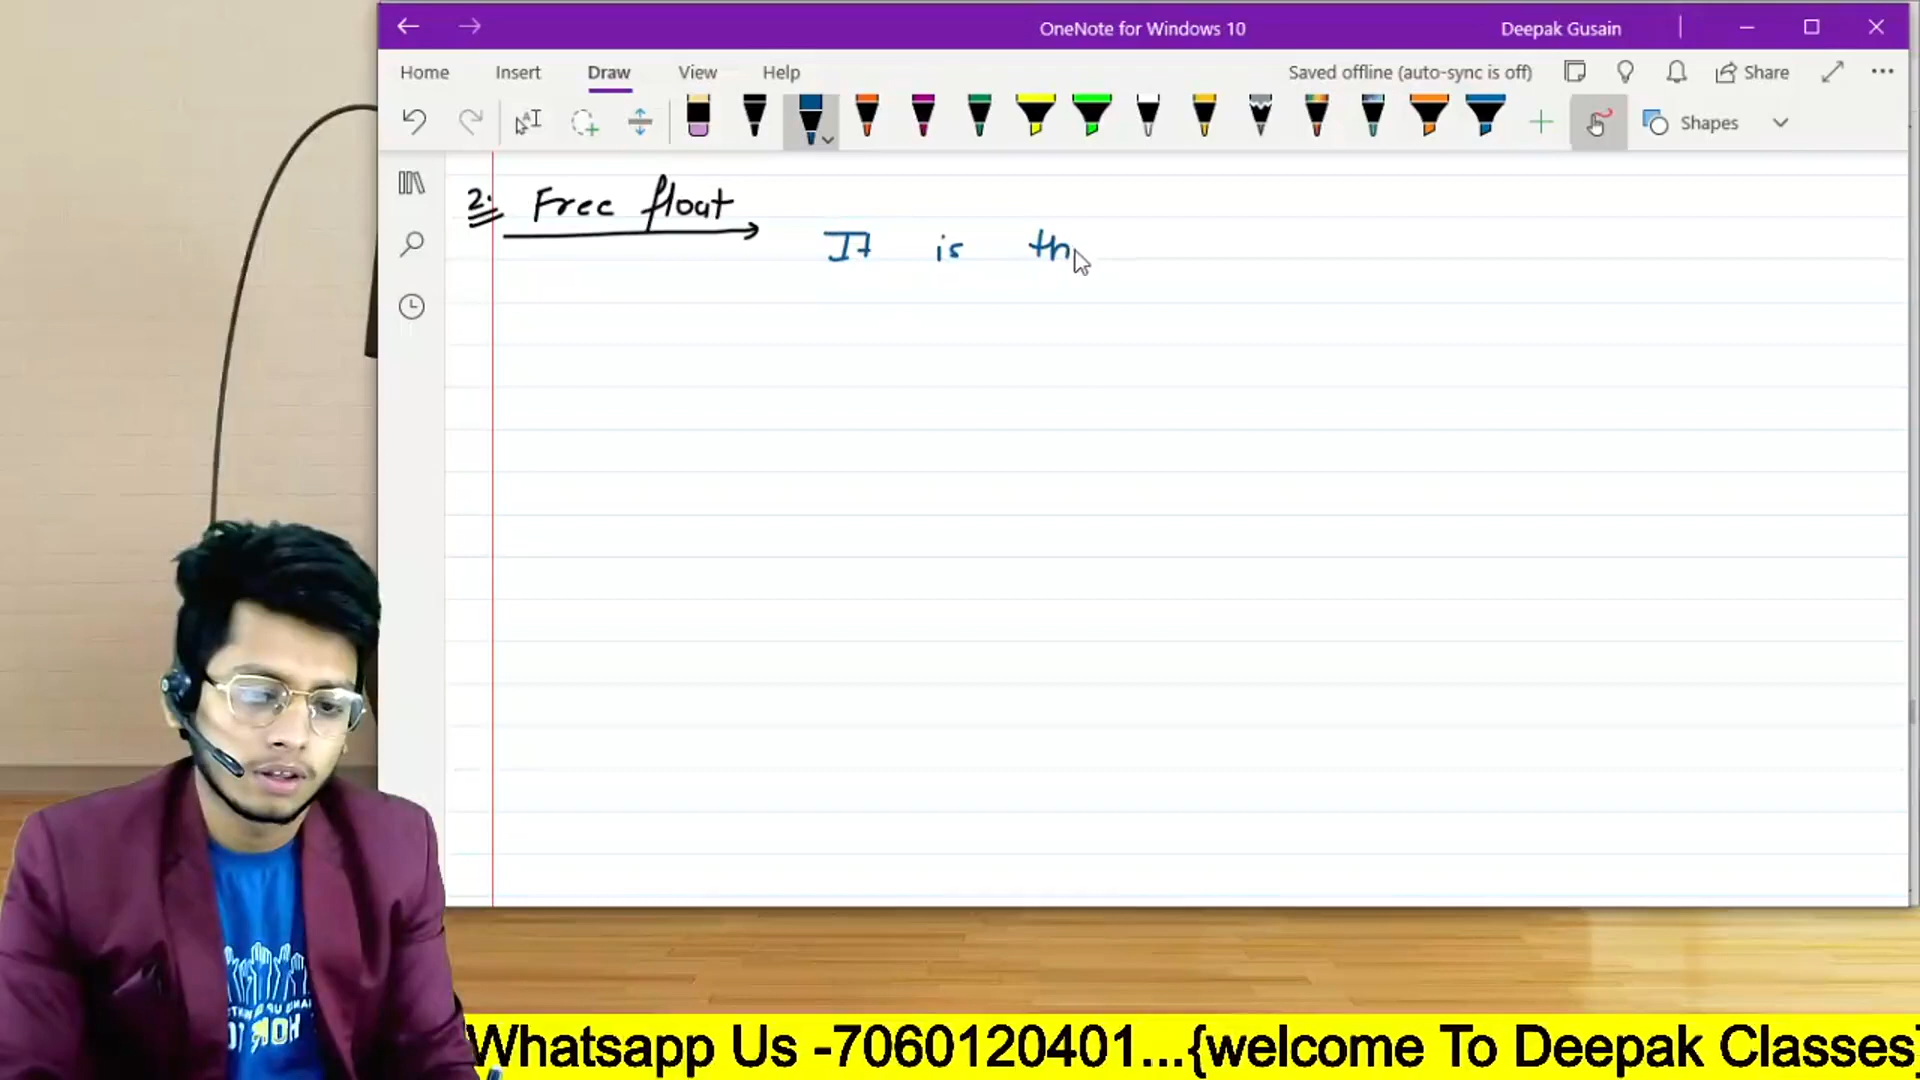 OneNote for Windows 10
Deepak Gusain
Home Insert Draw View Help
Saved offline (auto-sync is off)
Share
Shapes
2. Free float
It is th
Whatsapp Us -7060120401...{welcome To Deepak Classes}